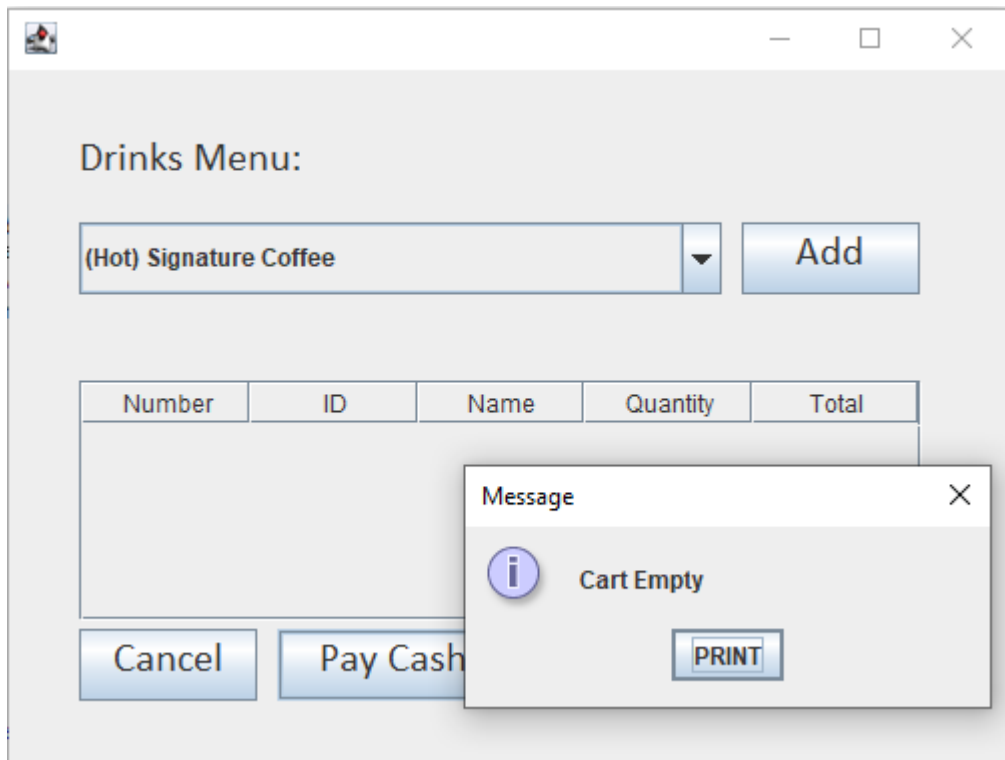 Drinks Menu:
(Hot) Signature Coffee
Add
Number ID Name Quantity Total
Message
Cart Empty
PRINT
Cancel
Pay Cash